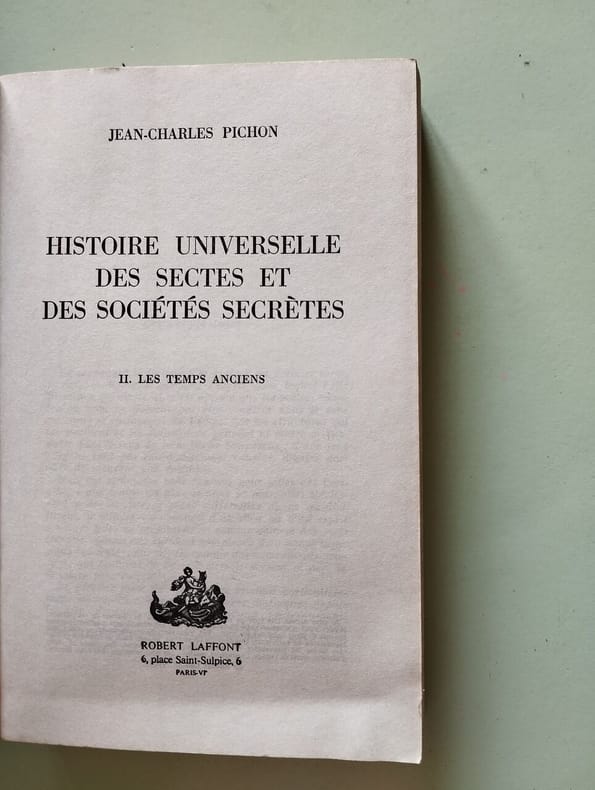 JEAN-CHARLES PICHON
HISTOIRE UNIVERSELLE
DES SECTES ET
DES SOCIÉTÉS SECRÈTES
II. LES TEMPS ANCIENS
ROBERT LAFFONT
6, place Saint-Sulpice, 6
PARIS-VIᵉ